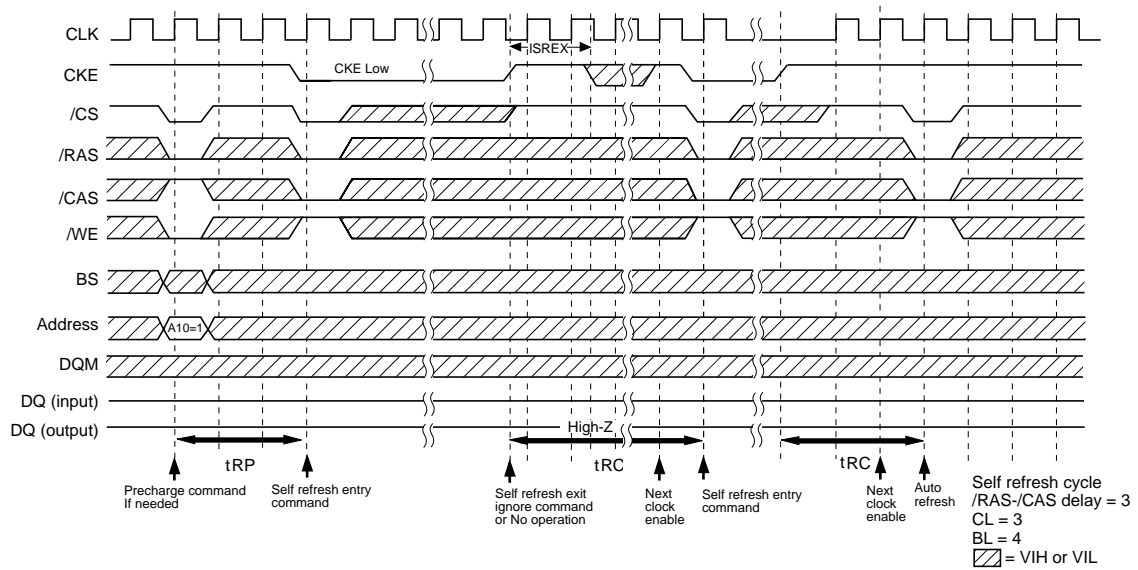 CLK
lSREX
CKE
CKE Low
/CS
/RAS
/CAS
/WE
BS
Address
A10=1
DQM
DQ (input)
DQ (output)
High-Z
tRP
tRC
tRC
Precharge command
If needed
Self refresh entry
command
Self refresh exit
ignore command
or No operation
Next
clock
enable
Self refresh entry
command
Next
clock
enable
Auto
refresh
Self refresh cycle
/RAS-/CAS delay = 3
CL = 3
BL = 4
= VIH or VIL